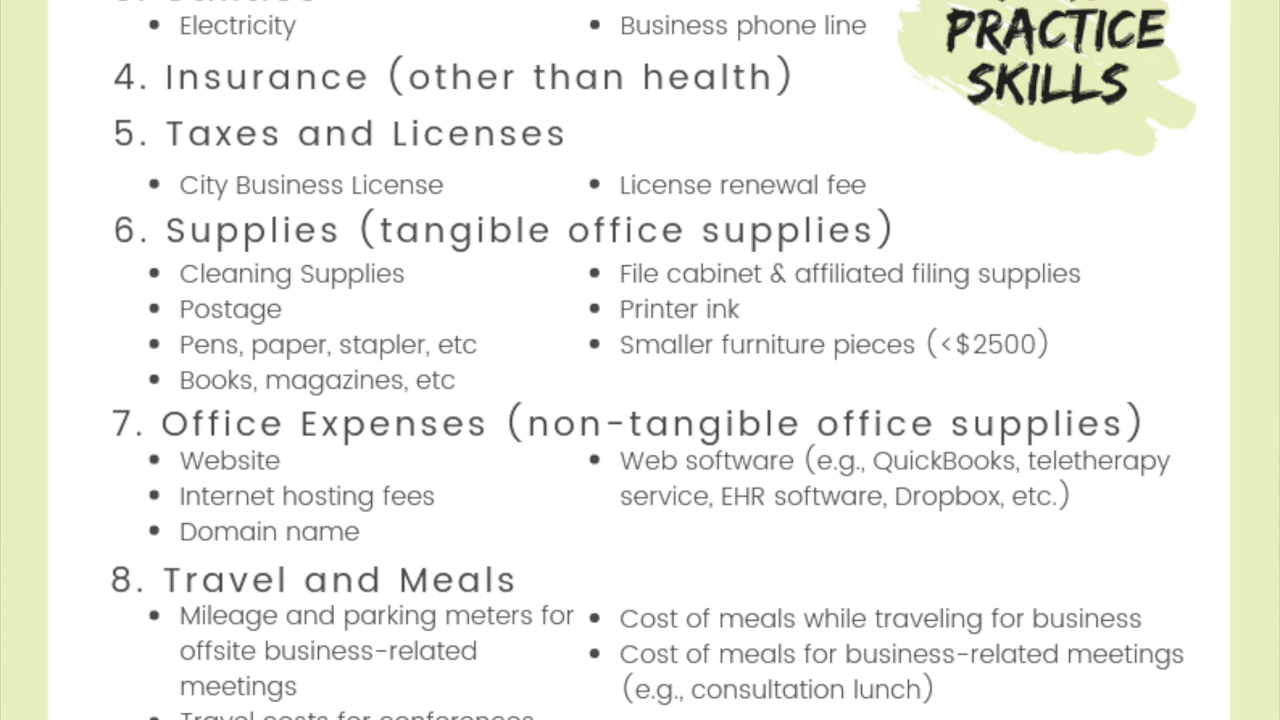 • Electricity
• Business phone line
PRACTICE
SKILLS
4. Insurance (other than health)
5. Taxes and Licenses
• City Business License
• License renewal fee
6. Supplies (tangible office supplies)
• Cleaning Supplies
• Postage
• Pens, paper, stapler, etc
• Books, magazines, etc
• File cabinet & affiliated filing supplies
• Printer ink
• Smaller furniture pieces (<$2500)
7. Office Expenses (non-tangible office supplies)
• Website
• Internet hosting fees
• Domain name
• Web software (e.g., QuickBooks, teletherapy
service, EHR software, Dropbox, etc.)
8. Travel and Meals
• Mileage and parking meters for
offsite business-related
meetings
• Travel costs for conferences
• Cost of meals while traveling for business
• Cost of meals for business-related meetings
(e.g., consultation lunch)